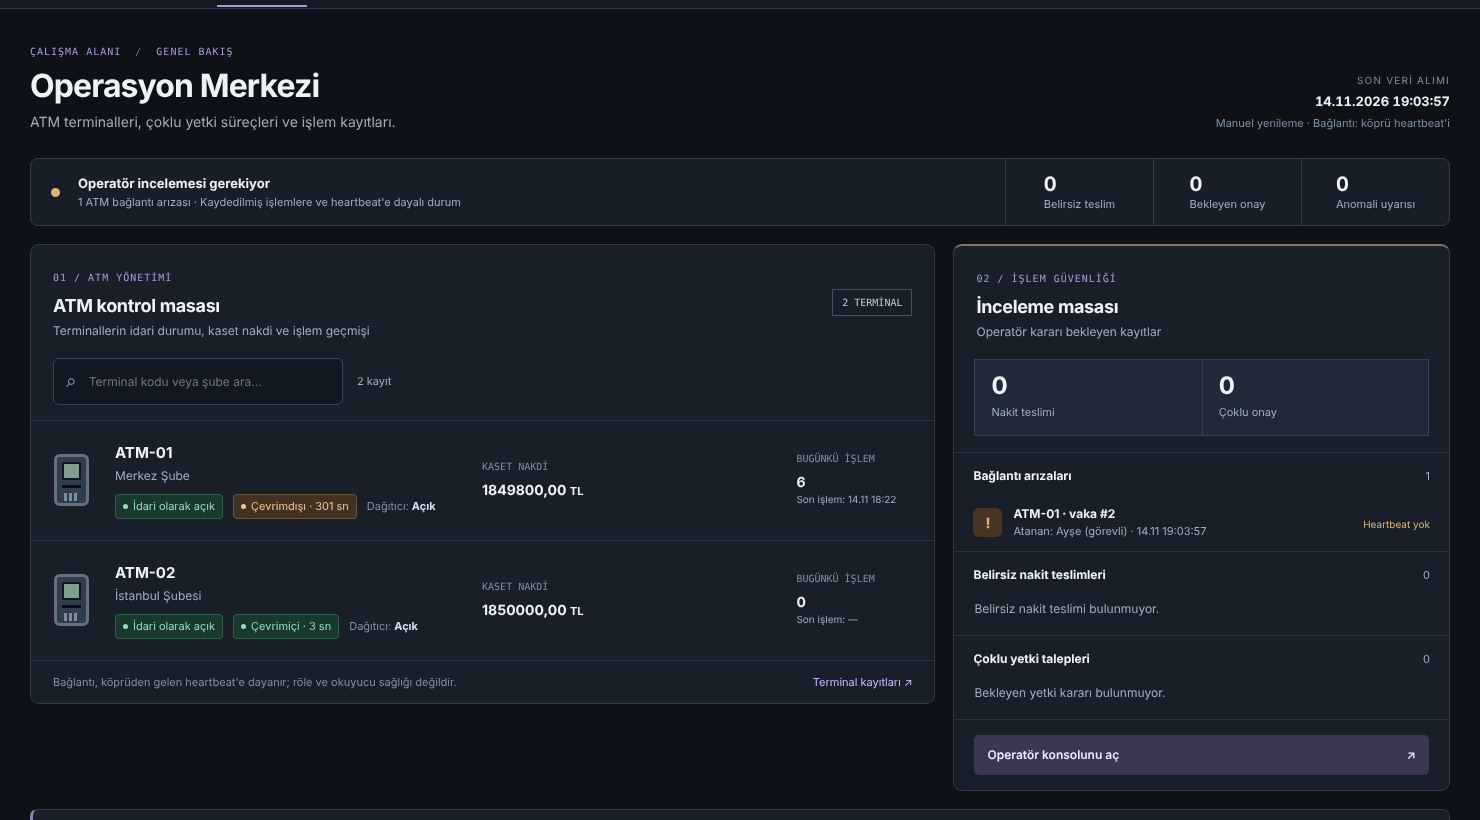 ÇALIŞMA ALANI / GENEL BAKIŞ
Operasyon Merkezi
ATM terminalleri, çoklu yetki süreçleri ve işlem kayıtları.
SON VERİ ALIMI
14.11.2026 19:03:57
Manuel yenileme · Bağlantı: köprü heartbeat'i
Operatör incelemesi gerekiyor
1 ATM bağlantı arızası · Kaydedilmiş işlemlere ve heartbeat'e dayalı durum
0
Belirsiz teslim
0
Bekleyen onay
0
Anomali uyarısı
01 / ATM YÖNETİMİ
ATM kontrol masası
Terminallerin idari durumu, kaset nakdi ve işlem geçmişi
2 TERMİNAL
Terminal kodu veya şube ara...
2 kayıt
ATM-01
Merkez Şube
İdari olarak açık
Çevrimdışı · 301 sn
Dağıtıcı: Açık
KASET NAKDİ
1849800,00 TL
BUGÜNKÜ İŞLEM
6
Son işlem: 14.11 18:22
ATM-02
İstanbul Şubesi
İdari olarak açık
Çevrimiçi · 3 sn
Dağıtıcı: Açık
KASET NAKDİ
1850000,00 TL
BUGÜNKÜ İŞLEM
0
Son işlem: —
Bağlantı, köprüden gelen heartbeat'e dayanır; röle ve okuyucu sağlığı değildir.
Terminal kayıtları ↗
02 / İŞLEM GÜVENLİĞİ
İnceleme masası
Operatör kararı bekleyen kayıtlar
0
Nakit teslimi
0
Çoklu onay
Bağlantı arızaları
1
!
ATM-01 · vaka #2
Atanan: Ayşe (görevli) · 14.11 19:03:57
Heartbeat yok
Belirsiz nakit teslimleri
0
Belirsiz nakit teslimi bulunmuyor.
Çoklu yetki talepleri
0
Bekleyen yetki kararı bulunmuyor.
Operatör konsolunu aç ↗